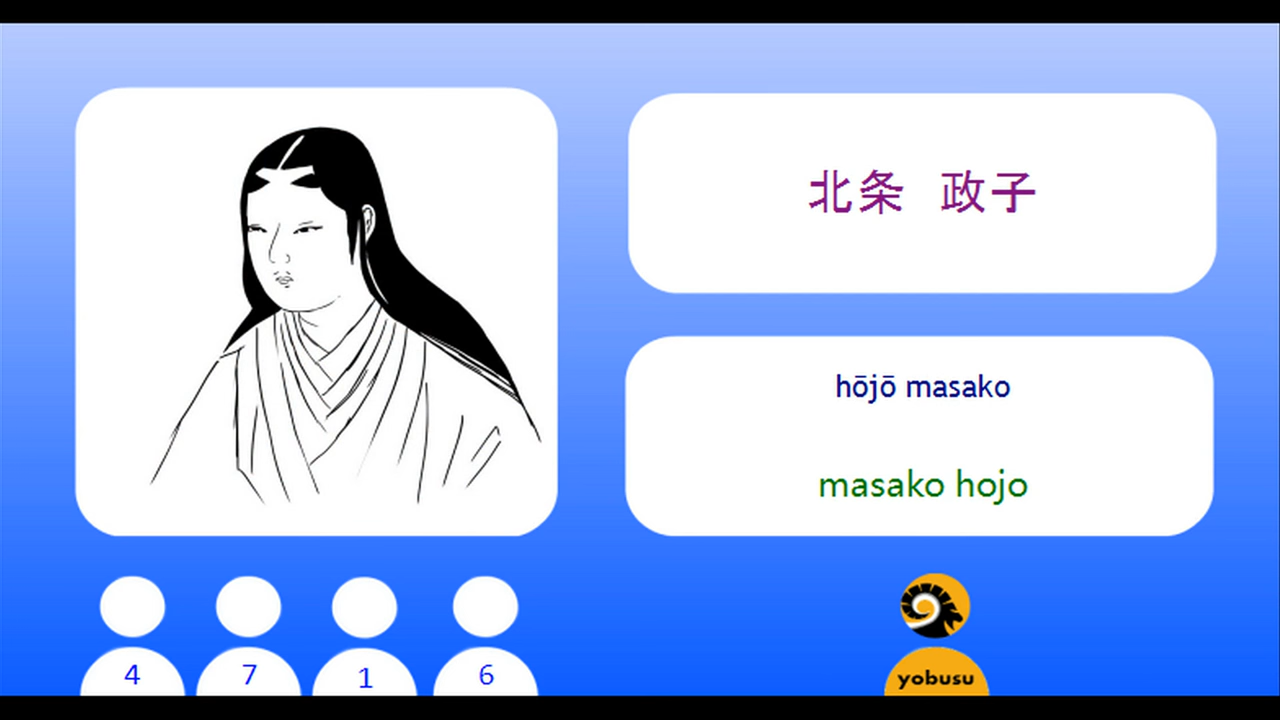 北条 政子
hōjō masako
masako hojo
4 7 1 6
yobusu